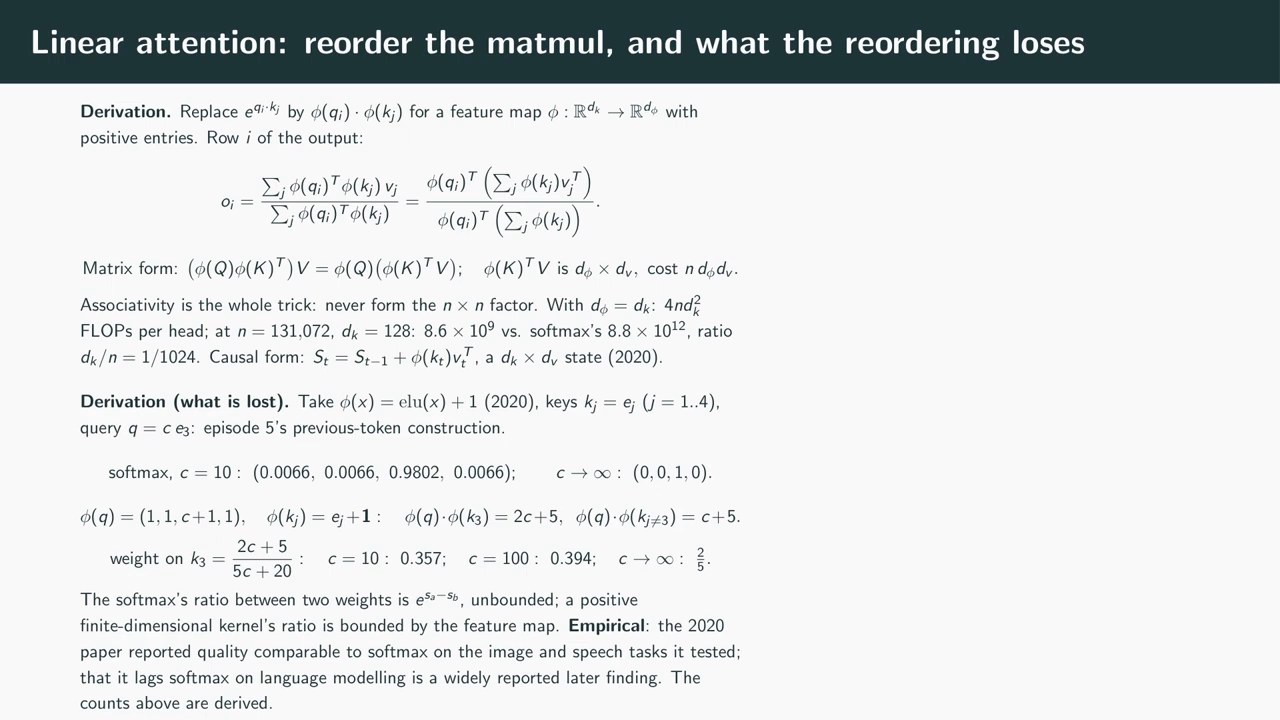 Linear attention: reorder the matmul, and what the reordering loses
Derivation. Replace e^{q_i·k_j} by ϕ(q_i) · ϕ(k_j) for a feature map ϕ : ℝ^{d_k} → ℝ^{d_ϕ} with
positive entries. Row i of the output:
o_i = \frac{∑_j ϕ(q_i)^T ϕ(k_j) v_j}{∑_j ϕ(q_i)^T ϕ(k_j)} = \frac{ϕ(q_i)^T (∑_j ϕ(k_j)v_j^T)}{ϕ(q_i)^T (∑_j ϕ(k_j))}.
Matrix form: (ϕ(Q)ϕ(K)^T)V = ϕ(Q)(ϕ(K)^T V); ϕ(K)^T V is d_ϕ × d_v, cost n d_ϕ d_v.
Associativity is the whole trick: never form the n × n factor. With d_ϕ = d_k: 4nd_k^2
FLOPs per head; at n = 131,072, d_k = 128: 8.6 × 10^9 vs. softmax's 8.8 × 10^{12}, ratio
d_k/n = 1/1024. Causal form: S_t = S_{t−1} + ϕ(k_t)v_t^T, a d_k × d_v state (2020).
Derivation (what is lost). Take ϕ(x) = elu(x) + 1 (2020), keys k_j = e_j (j = 1..4),
query q = c e_3: episode 5's previous-token construction.
softmax, c = 10 : (0.0066, 0.0066, 0.9802, 0.0066); c → ∞ : (0, 0, 1, 0).
ϕ(q) = (1, 1, c+1, 1), ϕ(k_j) = e_j+𝟏 : ϕ(q)·ϕ(k_3) = 2c+5, ϕ(q)·ϕ(k_{j≠3}) = c+5.
weight on k_3 = \frac{2c + 5}{5c + 20} : c = 10 : 0.357; c = 100 : 0.394; c → ∞ : \frac{2}{5}.
The softmax's ratio between two weights is e^{s_a−s_b}, unbounded; a positive
finite-dimensional kernel's ratio is bounded by the feature map. Empirical: the 2020
paper reported quality comparable to softmax on the image and speech tasks it tested;
that it lags softmax on language modelling is a widely reported later finding. The
counts above are derived.